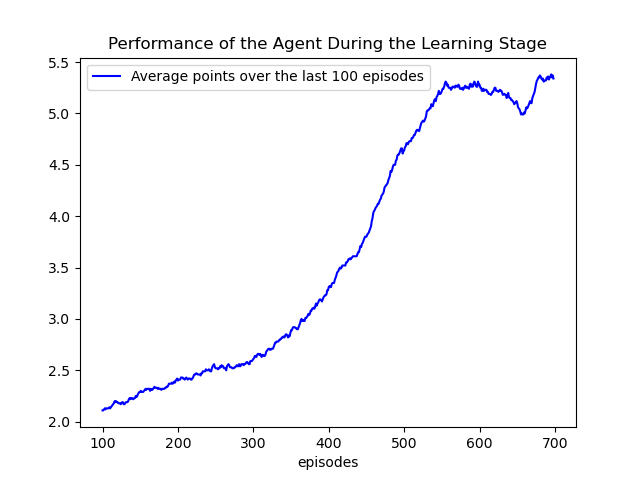 Performance of the Agent During the Learning Stage
Average points over the last 100 episodes
5.5
5.0
4.5
4.0
3.5
3.0
2.5
2.0
100 200 300 400 500 600 700
episodes